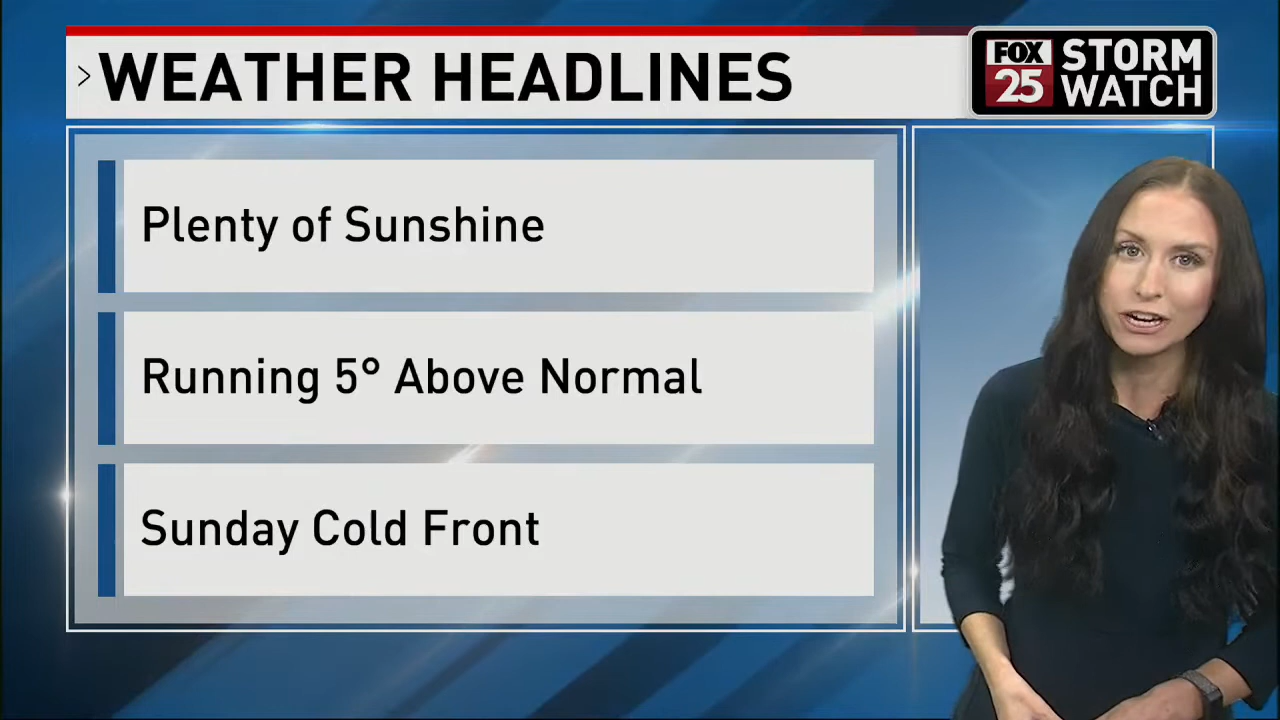 > WEATHER HEADLINES
FOX 25
STORM WATCH
Plenty of Sunshine
Running 5° Above Normal
Sunday Cold Front